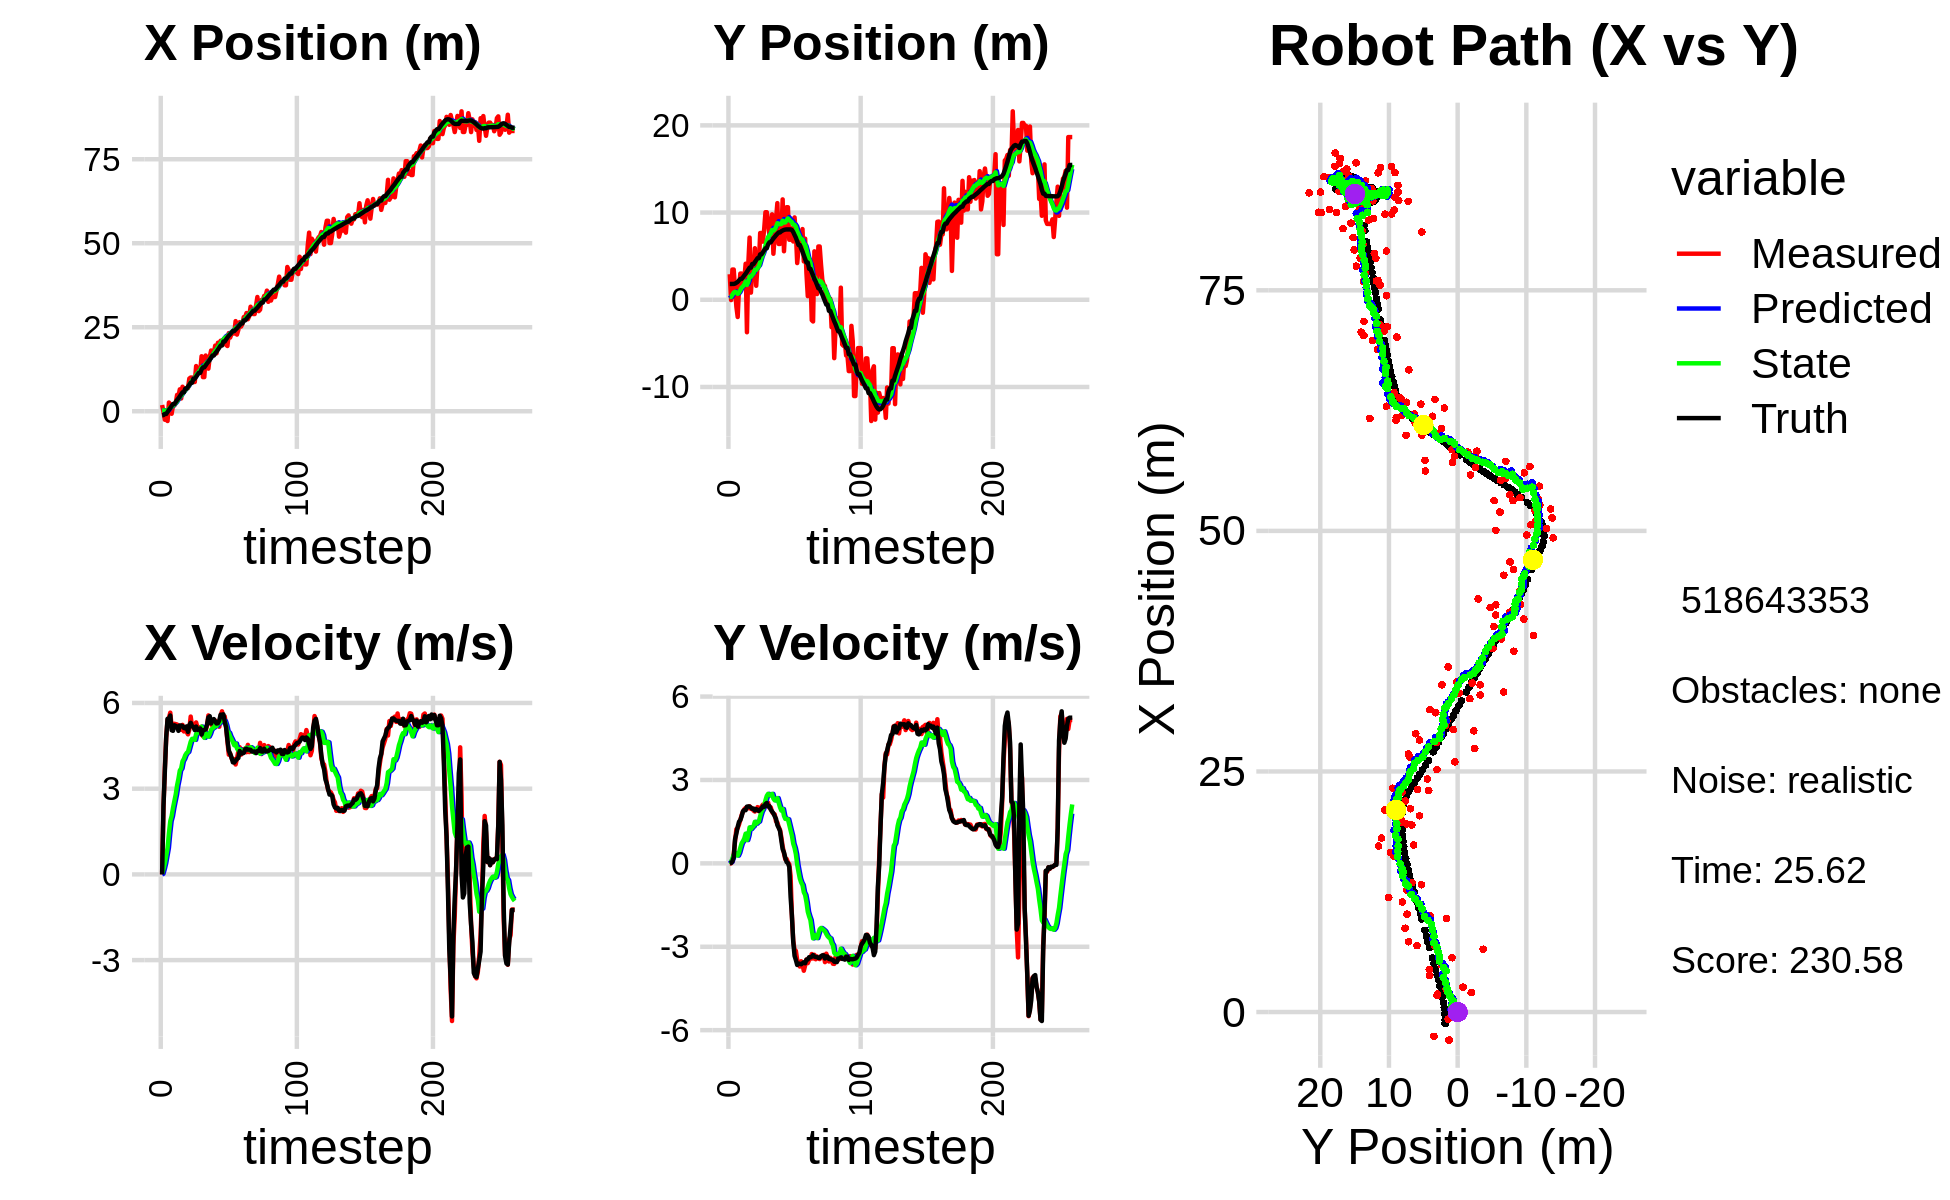 X Position (m)
75
50
25
0
0
100
200
timestep
Y Position (m)
20
10
0
-10
0
100
200
timestep
X Velocity (m/s)
6
3
0
-3
0
100
200
timestep
Y Velocity (m/s)
6
3
0
-3
-6
0
100
200
timestep
Robot Path (X vs Y)
X Position (m)
75
50
25
0
20 10 0 -10 -20
Y Position (m)
variable
Measured
Predicted
State
Truth
518643353
Obstacles: none
Noise: realistic
Time: 25.62
Score: 230.58